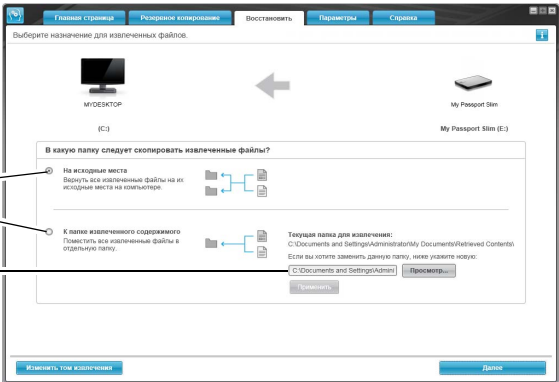 Главная страница
Резервное копирование
Восстановить
Параметры
Справка
Выберите назначение для извлеченных файлов.
MYDESKTOP
My Passport Slim
(C:)
My Passport Slim (E:)
В какую папку следует скопировать извлеченные файлы?
На исходные места
Вернуть все извлеченные файлы на их
исходные места на компьютере.
К папке извлеченного содержимого
Поместить все извлеченные файлы в
отдельную папку.
Текущая папка для извлечения:
C:\Documents and Settings\Administrator\My Documents\Retrieved Contents\
Если вы хотите заменить данную папку, ниже укажите новую:
C:\Documents and Settings\Admini
Просмотр...
Применить
Изменить том извлечения
Далее